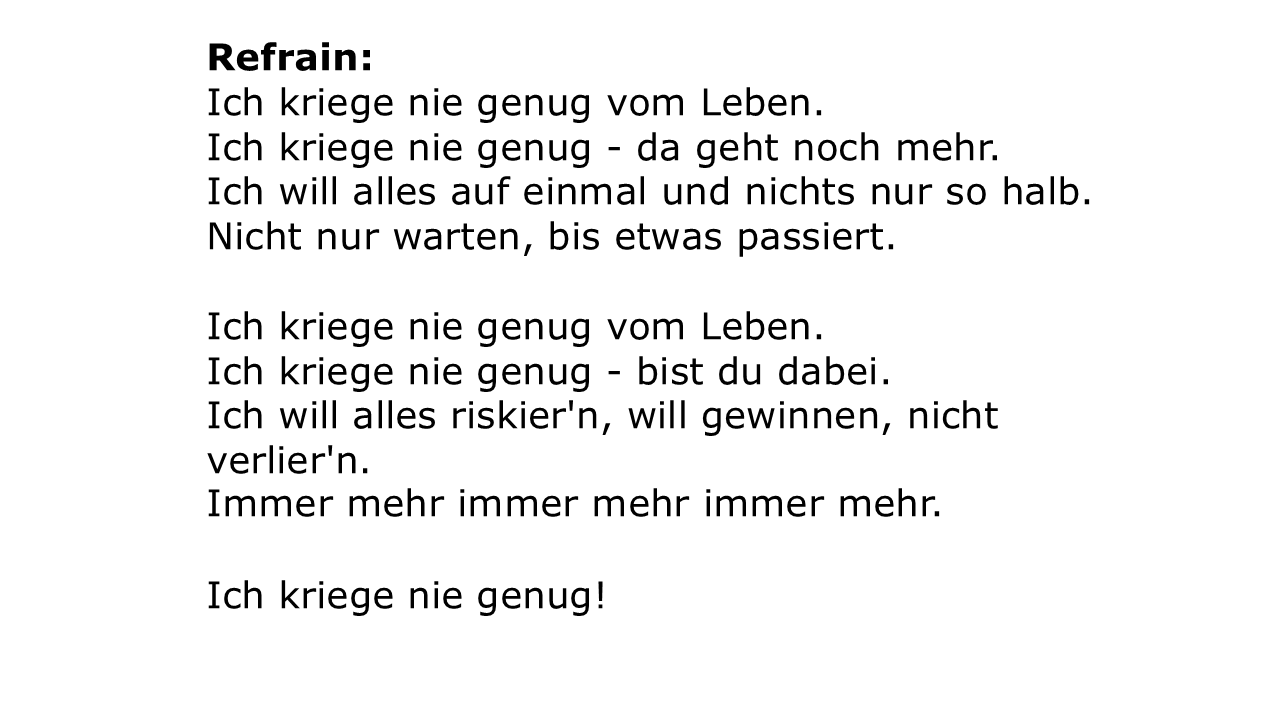 Refrain:
Ich kriege nie genug vom Leben.
Ich kriege nie genug - da geht noch mehr.
Ich will alles auf einmal und nichts nur so halb.
Nicht nur warten, bis etwas passiert.
Ich kriege nie genug vom Leben.
Ich kriege nie genug - bist du dabei.
Ich will alles riskier'n, will gewinnen, nicht
verlier'n.
Immer mehr immer mehr immer mehr.
Ich kriege nie genug!